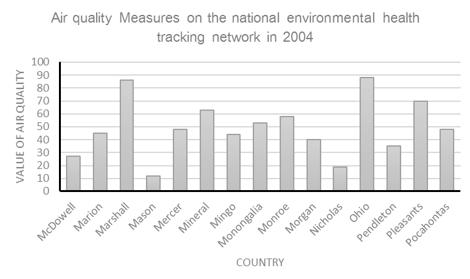 Air quality Measures on the national environmental health
tracking network in 2004
VALUE OF AIR QUALITY
100
90
80
70
60
50
40
30
20
10
0
McDowell
Marion
Marshall
Mason
Mercer
Mineral
Mingo
Monongalia
Monroe
Morgan
Nicholas
Ohio
Pendleton
Pleasants
Pocahontas
COUNTRY